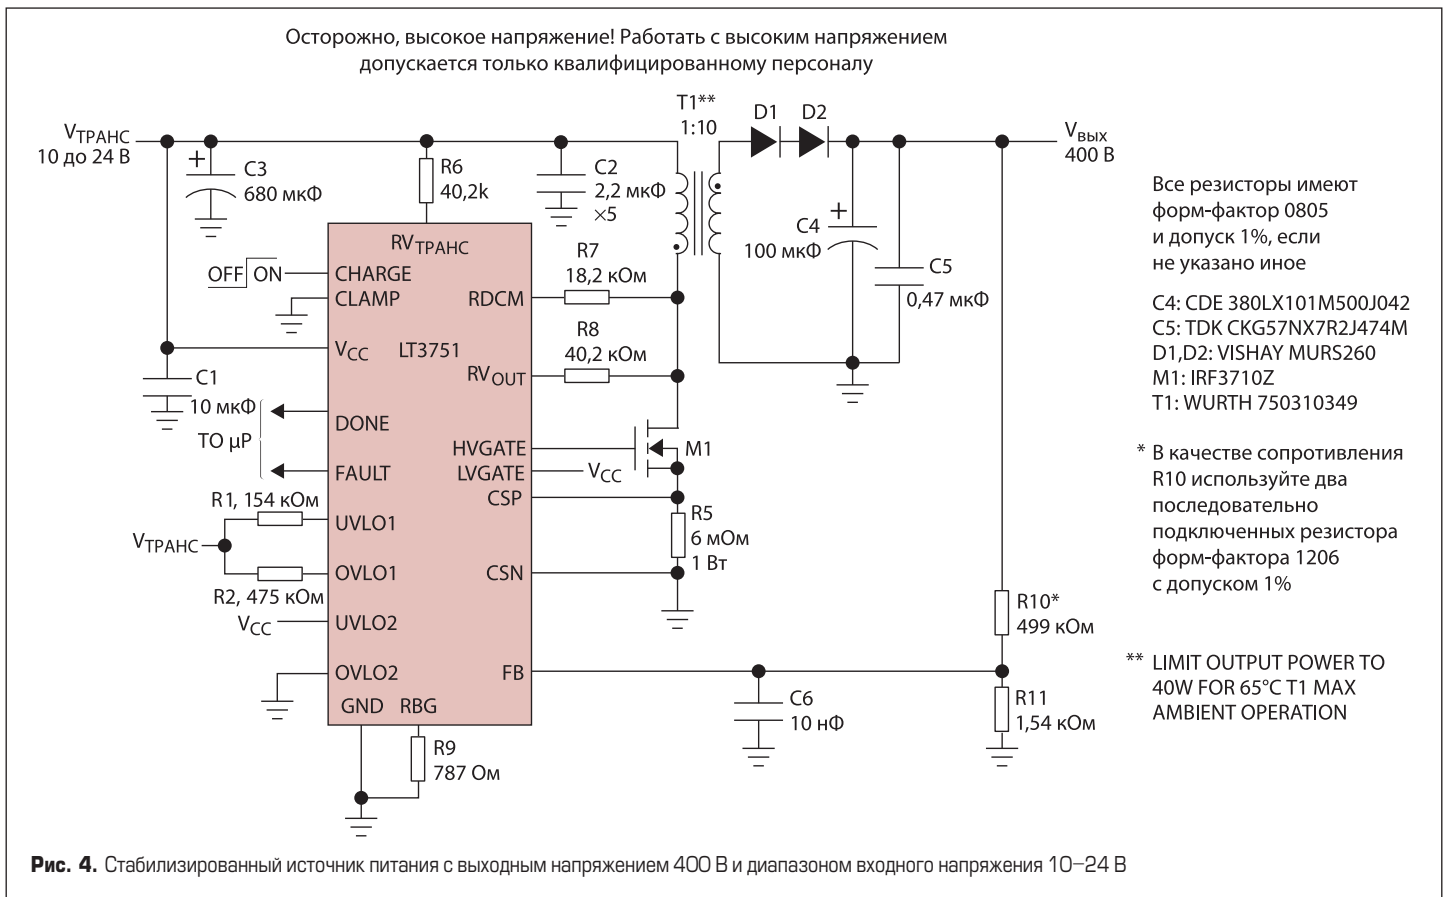 Осторожно, высокое напряжение! Работать с высоким напряжением
допускается только квалифицированному персоналу
VТРАНС
10 до 24 В
C3
680 мкФ
R6
40,2k
C2
2,2 мкФ
×5
T1**
1:10
D1
D2
Vвых
400 В
C4
100 мкФ
C5
0,47 мкФ
RVТРАНС
OFF ON
CHARGE
CLAMP
VCC
LT3751
RDCM
R7
18,2 кОм
R8
40,2 кОм
RVOUT
C1
10 мкФ
TO µP
DONE
FAULT
HVGATE
LVGATE
VCC
M1
CSP
R5
6 мОм
1 Вт
CSN
R1, 154 кОм
UVLO1
VТРАНС
OVLO1
R2, 475 кОм
VCC
UVLO2
OVLO2
FB
GND
RBG
R9
787 Ом
C6
10 нФ
R10*
499 кОм
R11
1,54 кОм
Все резисторы имеют
форм-фактор 0805
и допуск 1%, если
не указано иное
C4: CDE 380LX101M500J042
C5: TDK CKG57NX7R2J474M
D1,D2: VISHAY MURS260
M1: IRF3710Z
T1: WURTH 750310349
* В качестве сопротивления
R10 используйте два
последовательно
подключенных резистора
форм-фактора 1206
с допуском 1%
** LIMIT OUTPUT POWER TO
40W FOR 65°C T1 MAX
AMBIENT OPERATION
Рис. 4. Стабилизированный источник питания с выходным напряжением 400 В и диапазоном входного напряжения 10–24 В